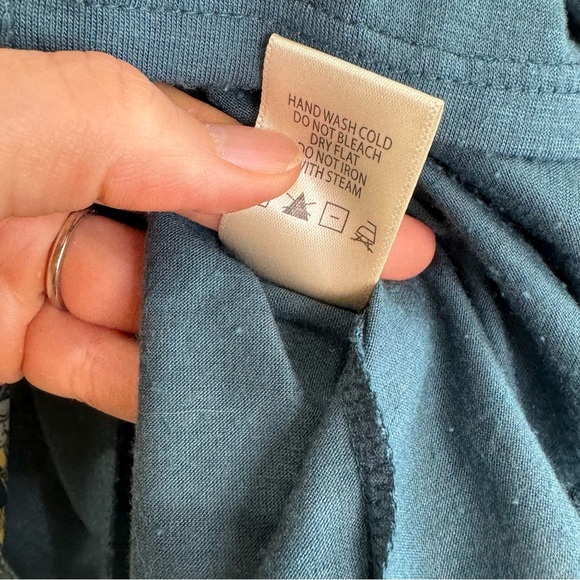 HAND WASH COLD
DO NOT BLEACH
DRY FLAT
DO NOT IRON
WITH STEAM